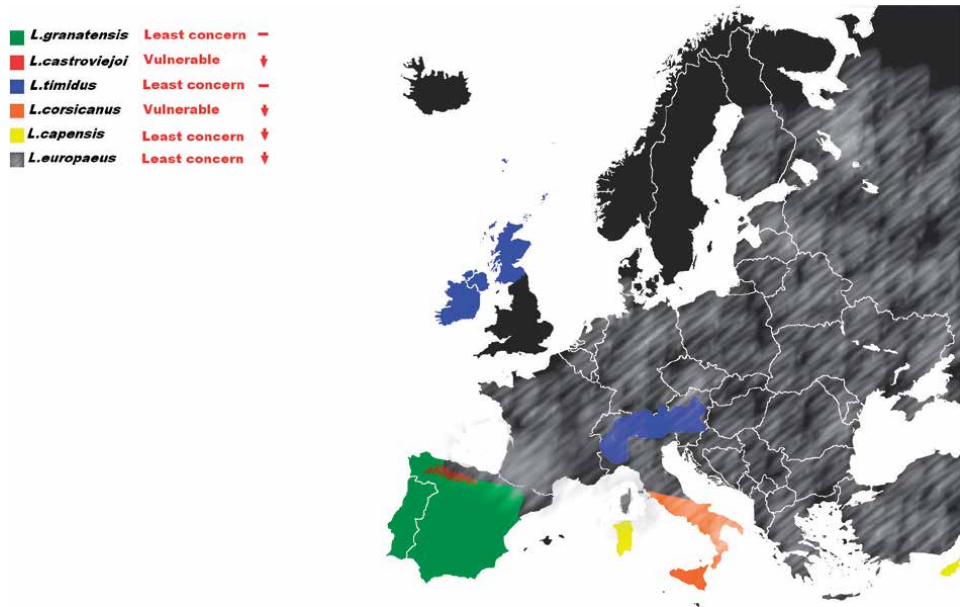 L.granatensis Least concern –
L.castroviejoi Vulnerable ↓
L.timidus Least concern –
L.corsicanus Vulnerable ↓
L.capensis Least concern ↓
L.europaeus Least concern ↓